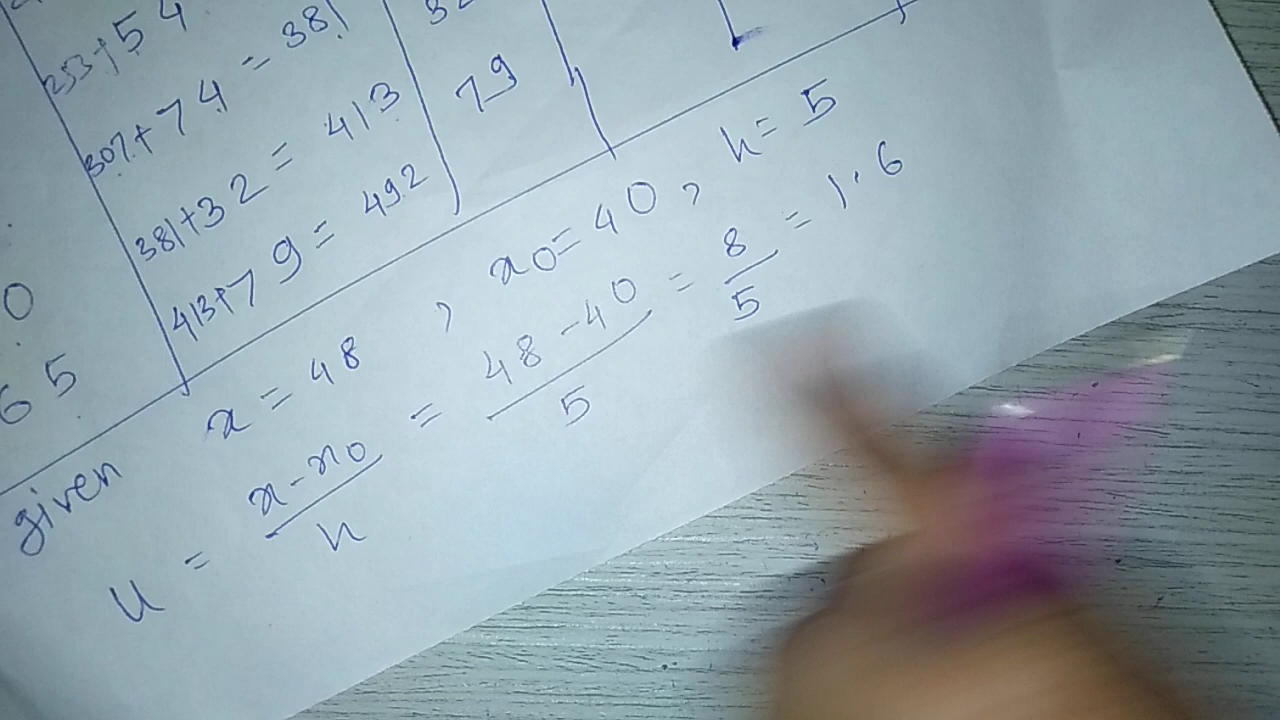 253+54
307+74 = 381
381+32 = 413 79
413+79 = 492
0
65
given x = 48 , x0 = 40 , h = 5
u = x-x0/h = 48-40/5 = 8/5 = 1.6